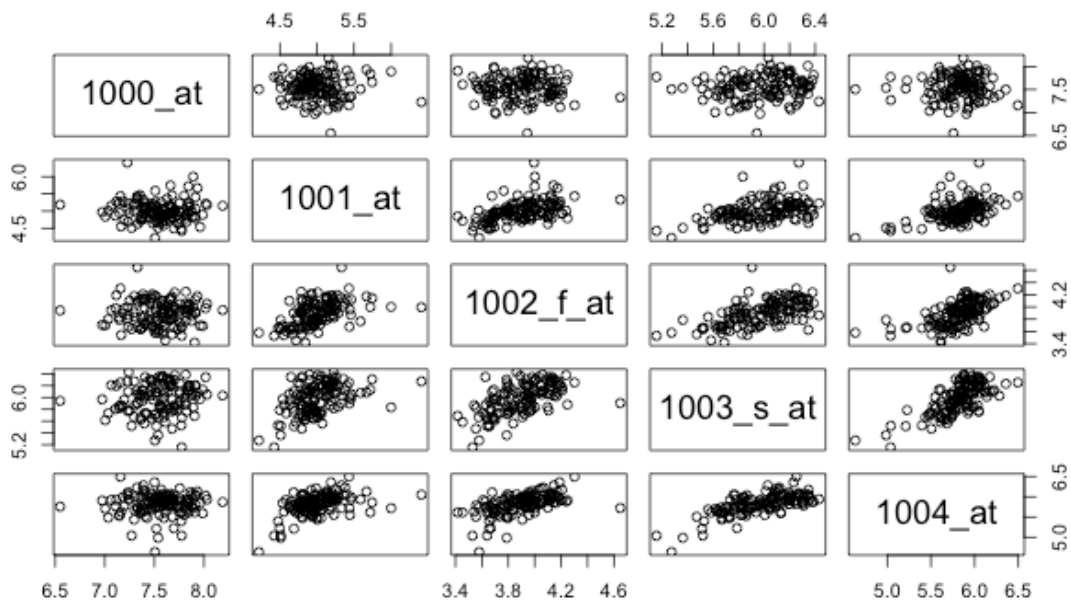 4.5 5.5 5.2 5.6 6.0 6.4
1000_at 6.5 7.5
4.5 6.0 1001_at
1002_f_at 3.4 4.2
5.2 6.0 1003_s_at
1004_at 5.0 6.5
6.5 7.0 7.5 8.0 3.4 3.8 4.2 4.6 5.0 5.5 6.0 6.5